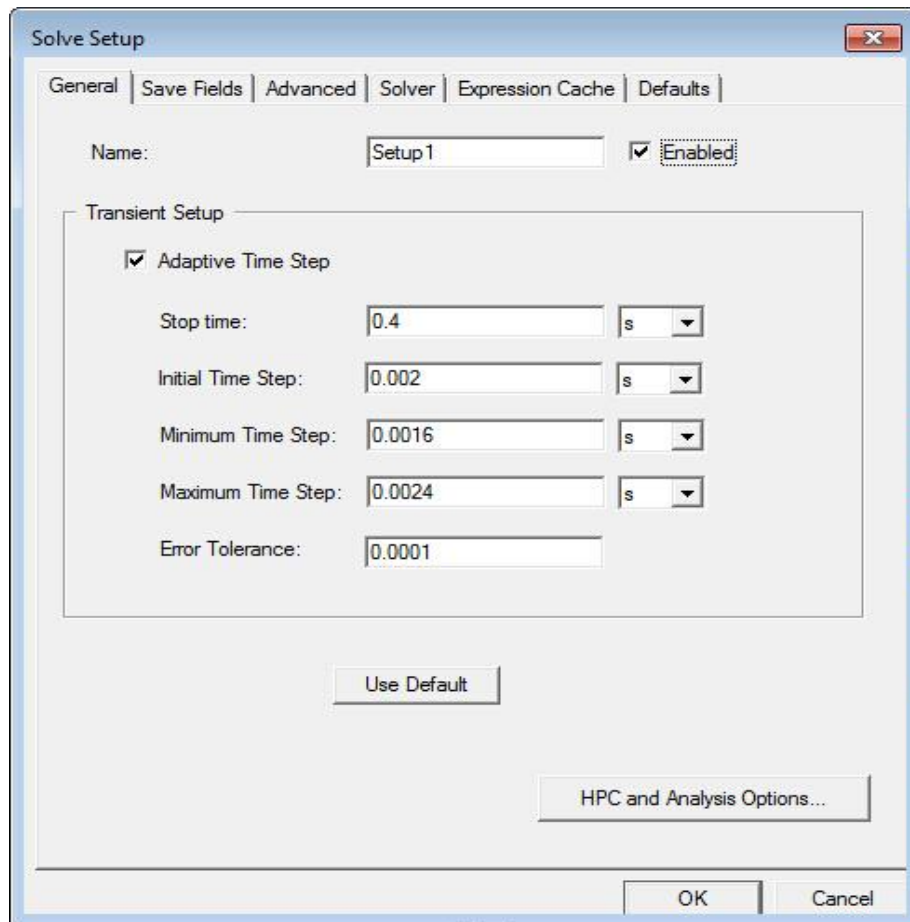 Solve Setup
General Save Fields Advanced Solver Expression Cache Defaults
Name: Setup1 Enabled
Transient Setup
Adaptive Time Step
Stop time: 0.4 s
Initial Time Step: 0.002 s
Minimum Time Step: 0.0016 s
Maximum Time Step: 0.0024 s
Error Tolerance: 0.0001
Use Default
HPC and Analysis Options...
OK Cancel